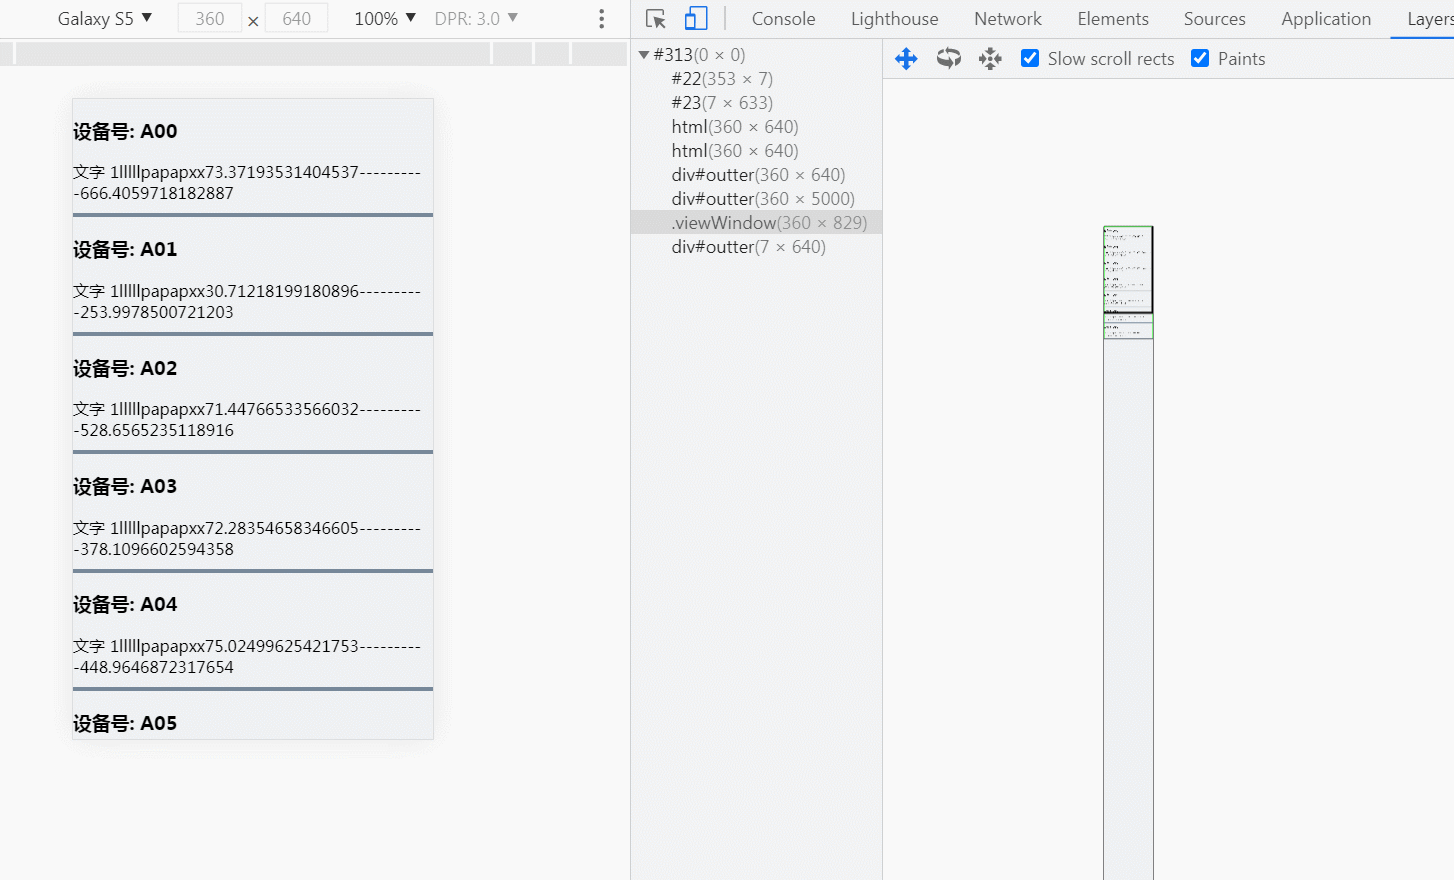 Galaxy S5 ▼ 360 × 640 100% ▼ DPR: 3.0 ▼
Console Lighthouse Network Elements Sources Application Layers
Slow scroll rects Paints
设备号: A00
文字 1lllllpapapxx73.37193531404537---------
-666.4059718182887
设备号: A01
文字 1lllllpapapxx30.71218199180896---------
-253.9978500721203
设备号: A02
文字 1lllllpapapxx71.44766533566032---------
-528.6565235118916
设备号: A03
文字 1lllllpapapxx72.28354658346605---------
-378.1096602594358
设备号: A04
文字 1lllllpapapxx75.02499625421753---------
-448.9646872317654
设备号: A05
#313(0 × 0)
#22(353 × 7)
#23(7 × 633)
html(360 × 640)
html(360 × 640)
div#outter(360 × 640)
div#outter(360 × 5000)
.viewWindow(360 × 829)
div#outter(7 × 640)